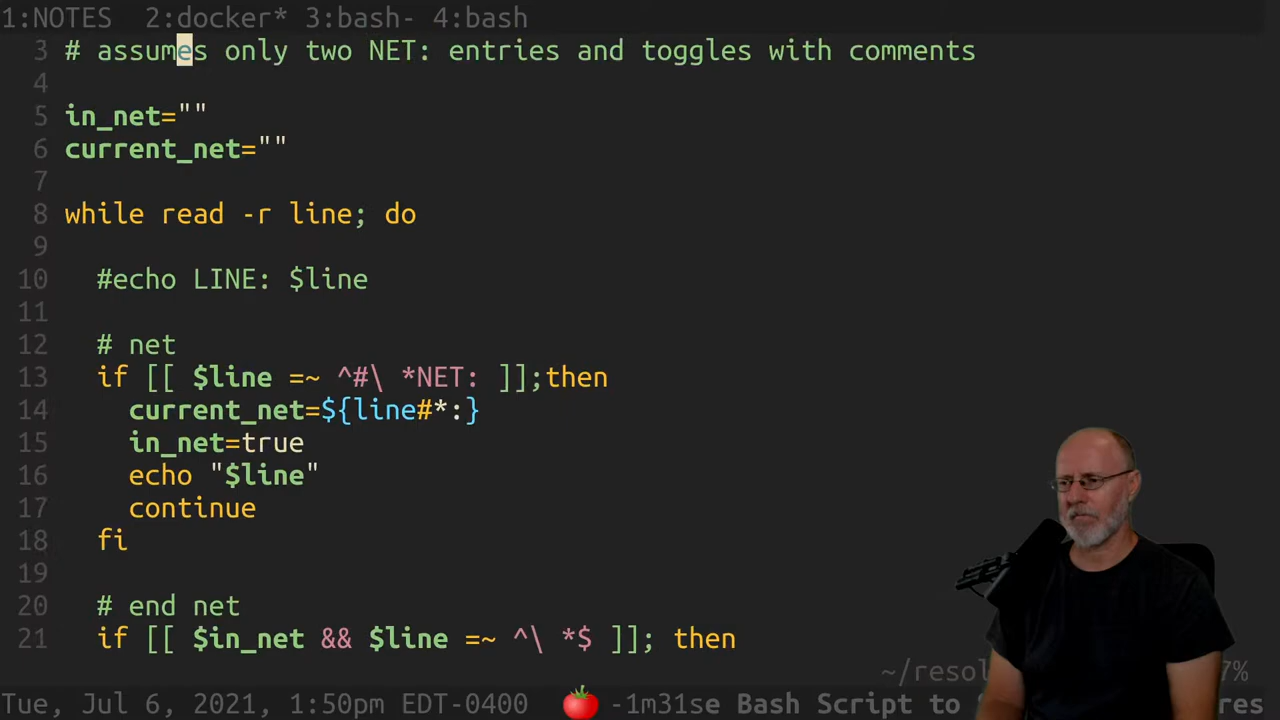 1:NOTES 2:docker* 3:bash- 4:bash
3 # assumes only two NET: entries and toggles with comments
4
5 in_net=""
6 current_net=""
7
8 while read -r line; do
9
10 #echo LINE: $line
11
12 # net
13 if [[ $line =~ ^#\ *NET: ]];then
14 current_net=${line#*:}
15 in_net=true
16 echo "$line"
17 continue
18 fi
19
20 # end net
21 if [[ $in_net && $line =~ ^\ *$ ]]; then
~/resol 7%
Tue, Jul 6, 2021, 1:50pm EDT-0400 -1m31se Bash Script to res